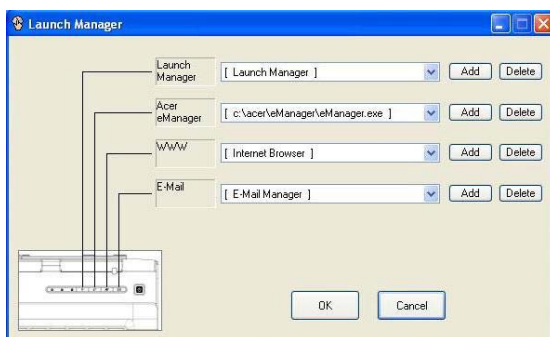 Launch Manager
Launch
Manager
[ Launch Manager ]
Add
Delete
Acer
eManager
[ c:\acer\eManager\eManager.exe ]
Add
Delete
WWW
[ Internet Browser ]
Add
Delete
E-Mail
[ E-Mail Manager ]
Add
Delete
OK
Cancel